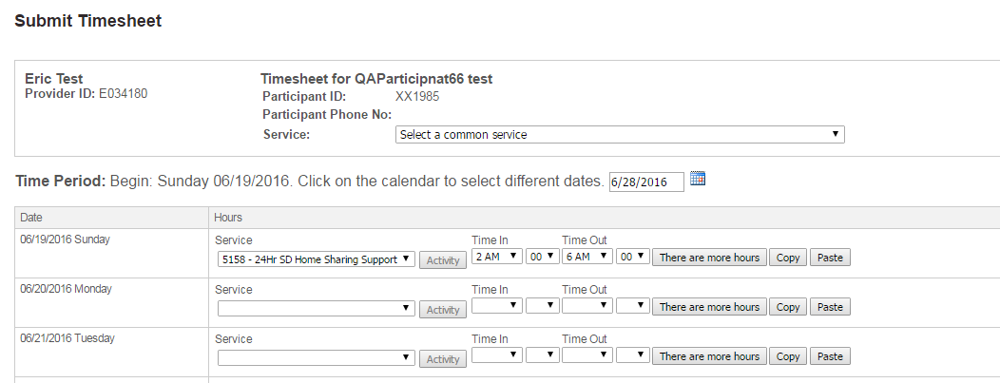 Submit Timesheet
Eric Test
Provider ID: E034180
Timesheet for QAParticipnat66 test
Participant ID: XX1985
Participant Phone No:
Service: Select a common service
Time Period: Begin: Sunday 06/19/2016. Click on the calendar to select different dates. 6/28/2016
Date Hours
06/19/2016 Sunday Service Time In Time Out
5158 - 24Hr SD Home Sharing Support Activity 2 AM 00 6 AM 00 There are more hours Copy Paste
06/20/2016 Monday Service Time In Time Out
Activity There are more hours Copy Paste
06/21/2016 Tuesday Service Time In Time Out
Activity There are more hours Copy Paste